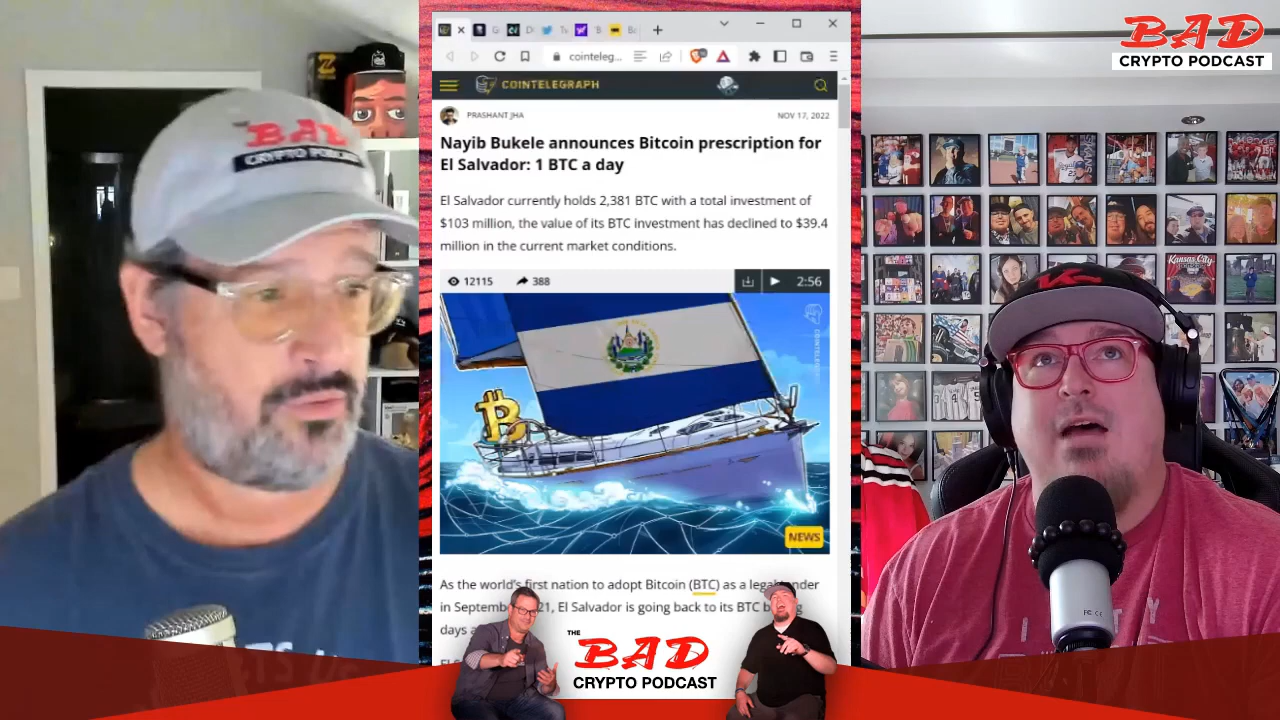 BAD
CRYPTO PODCAST
cointeleg...
COINTELEGRAPH
PRASHANT JHA
NOV 17, 2022
Nayib Bukele announces Bitcoin prescription for
El Salvador: 1 BTC a day
El Salvador currently holds 2,381 BTC with a total investment of
$103 million, the value of its BTC investment has declined to $39.4
million in the current market conditions.
12115
388
2:56
NEWS
As the world's first nation to adopt Bitcoin (BTC) as a legal
in 21, El Salvador is going back to its BTC
days
THE
BAD
CRYPTO PODCAST
BAD
CRYPTO
Kansas City